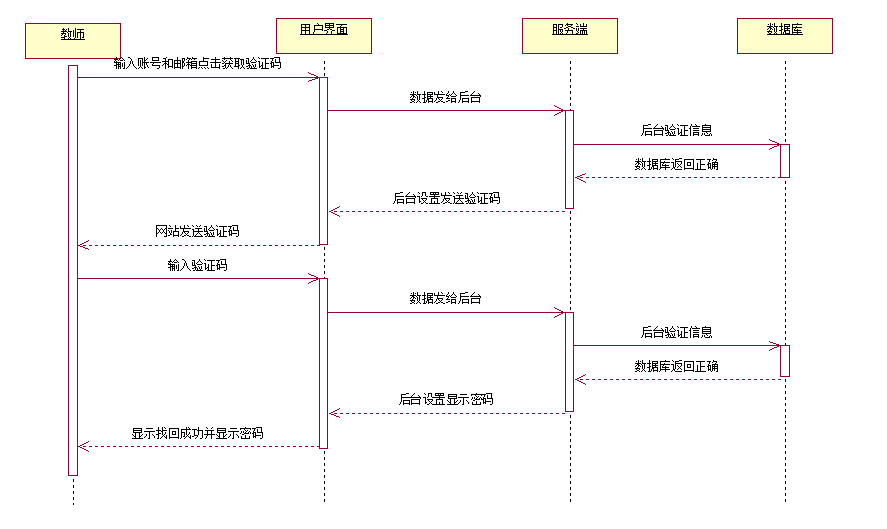 教师
用户界面
服务端
数据库
输入账号和邮箱点击获取验证码
数据发给后台
后台验证信息
数据库返回正确
后台设置发送验证码
网站发送验证码
输入验证码
数据发给后台
后台验证信息
数据库返回正确
后台设置显示密码
显示找回成功并显示密码